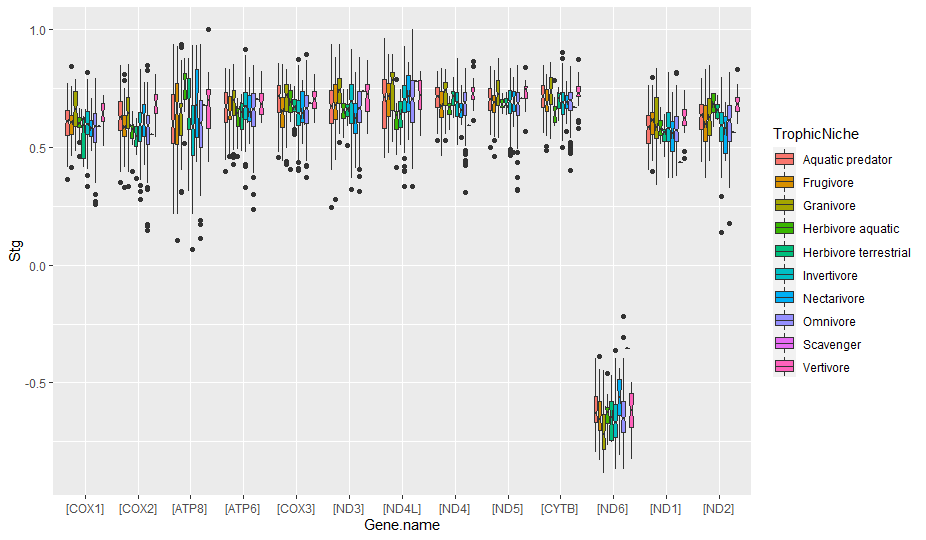 1.0
0.5
0.0
-0.5
Stg
[COX1] [COX2] [ATP8] [ATP6] [COX3] [ND3] [ND4L] [ND4] [ND5] [CYTB] [ND6] [ND1] [ND2]
Gene.name
TrophicNiche
Aquatic predator
Frugivore
Granivore
Herbivore aquatic
Herbivore terrestrial
Invertivore
Nectarivore
Omnivore
Scavenger
Vertivore